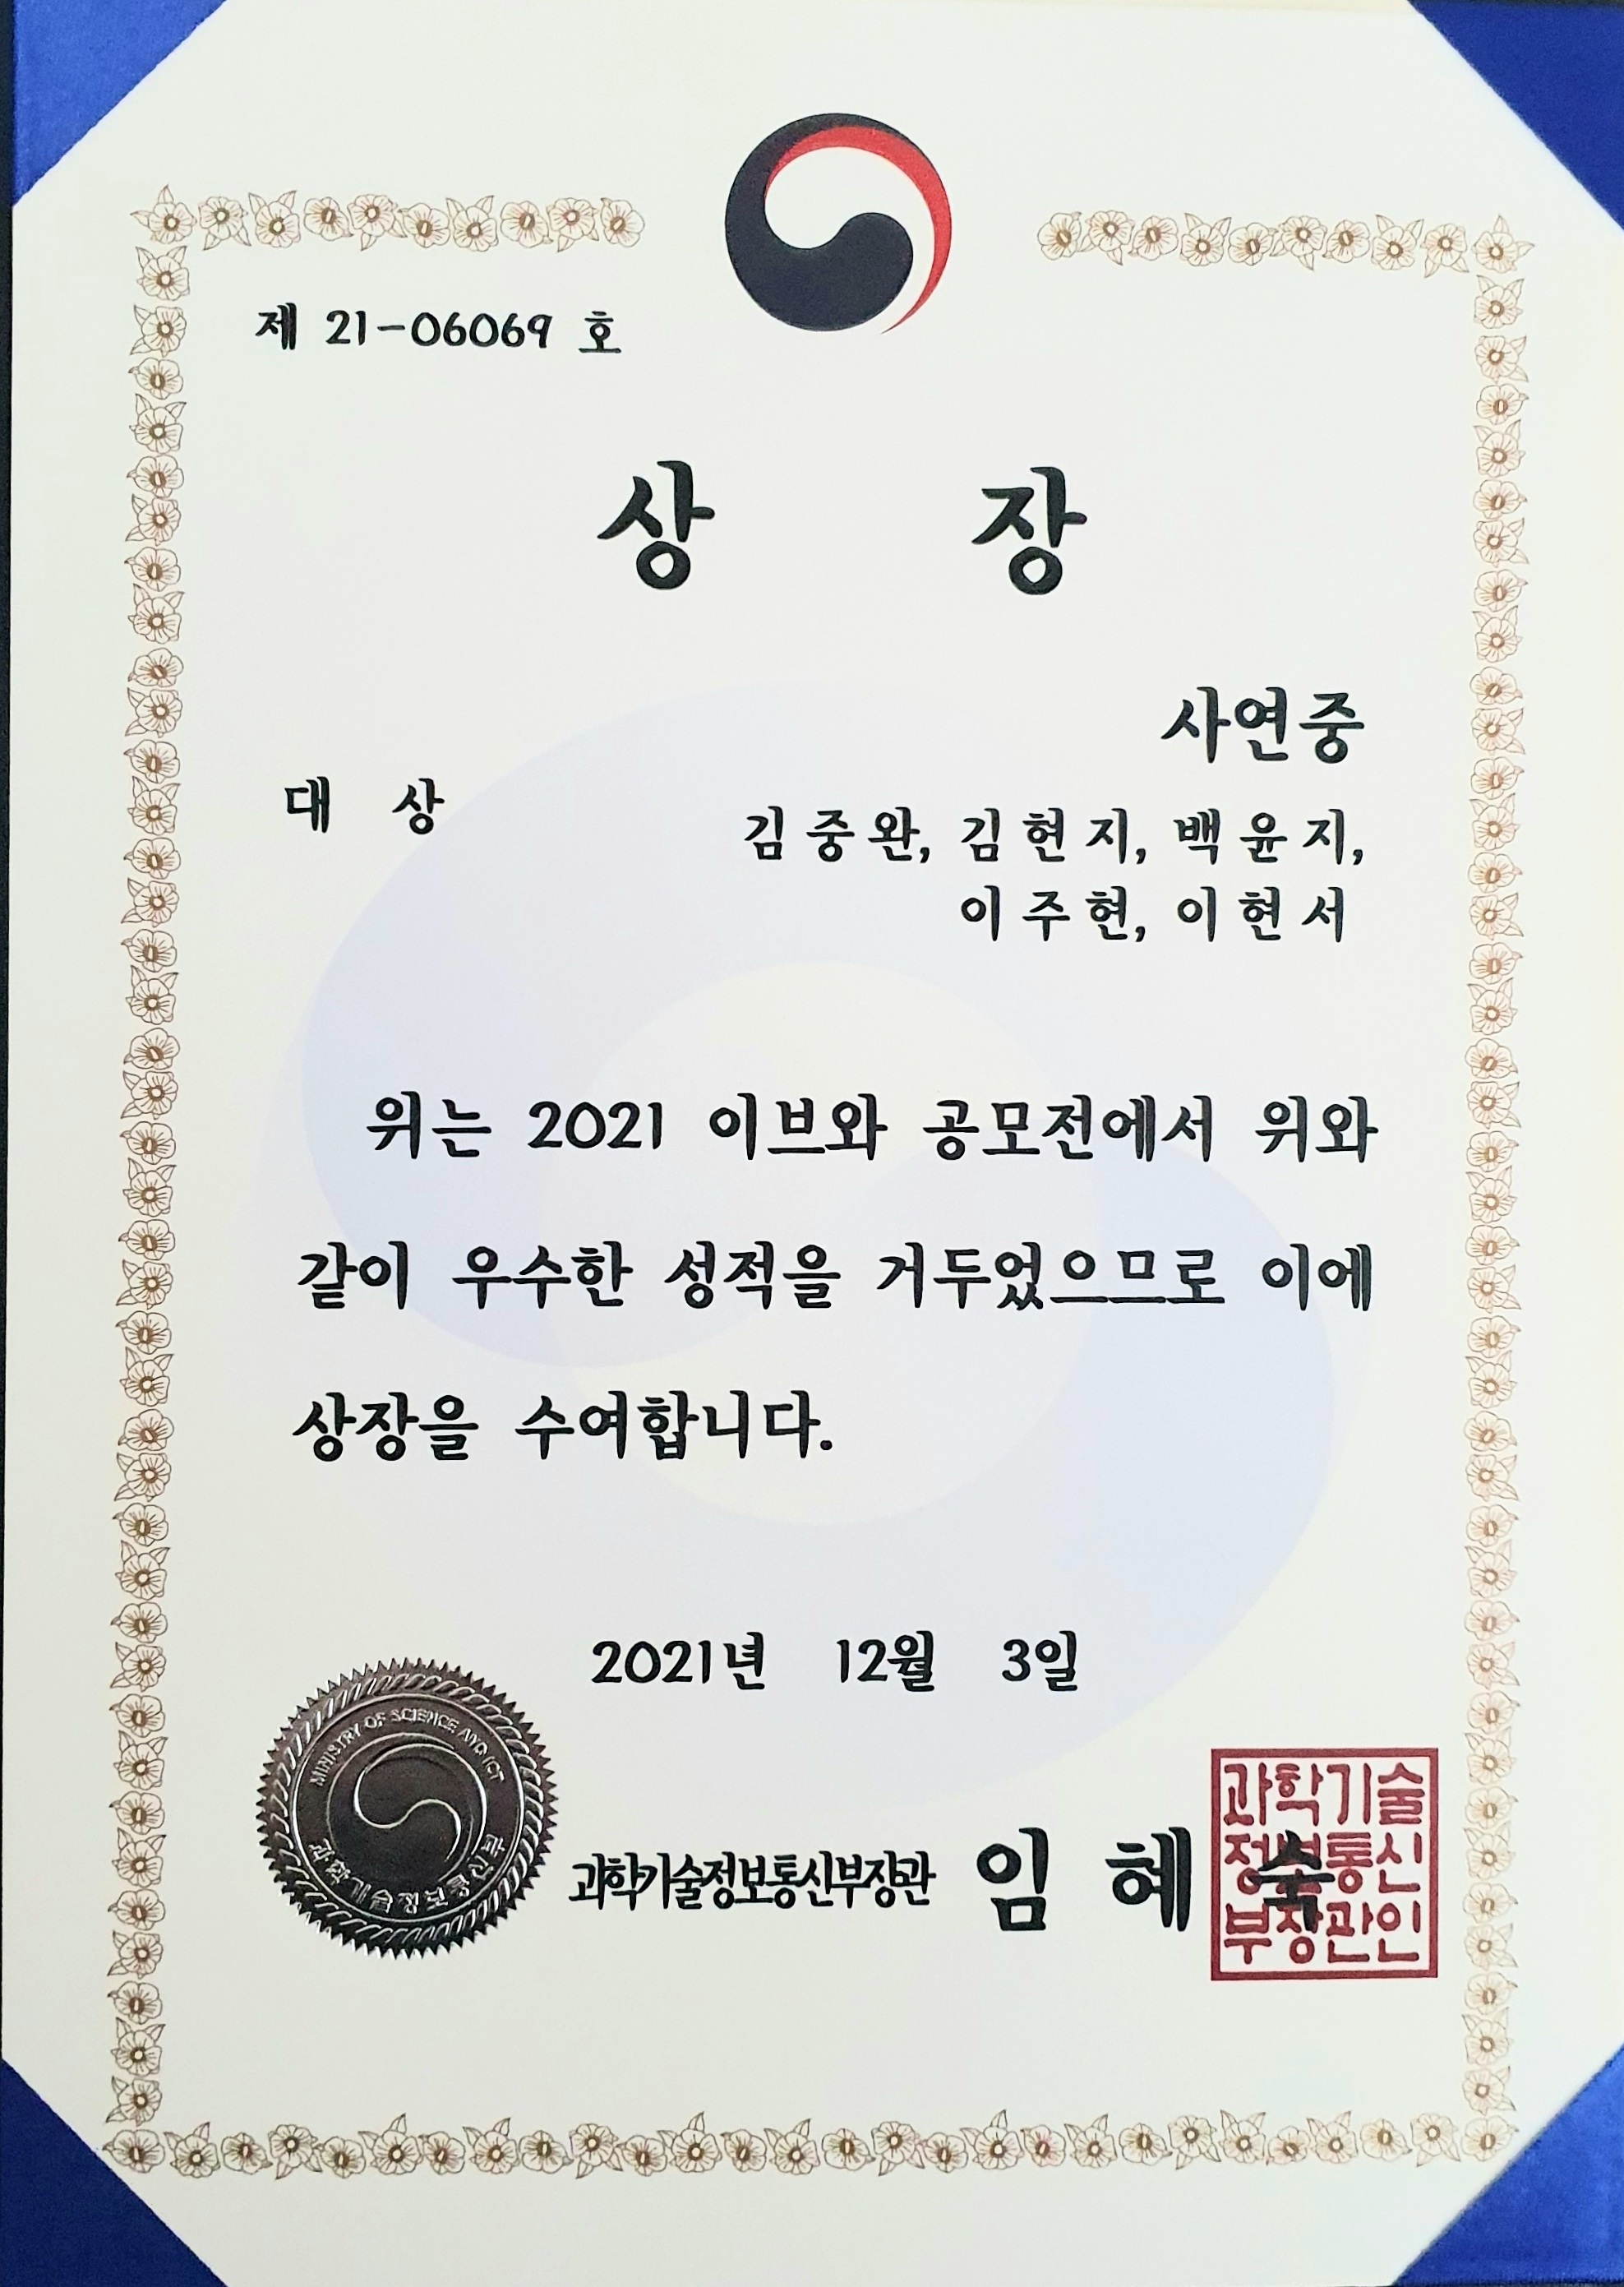 제 21-06069 호
상 장
사연중
대 상
김중완, 김현지, 백윤지,
이주현, 이현서
위는 2021 이브와 공모전에서 위와
같이 우수한 성적을 거두었으므로 이에
상장을 수여합니다.
2021년 12월 3일
MINISTRY OF SCIENCE AND ICT
과학기술정보통신부
과학기술정보통신부장관 임 혜 숙
과학기술
정보통신
부장관인